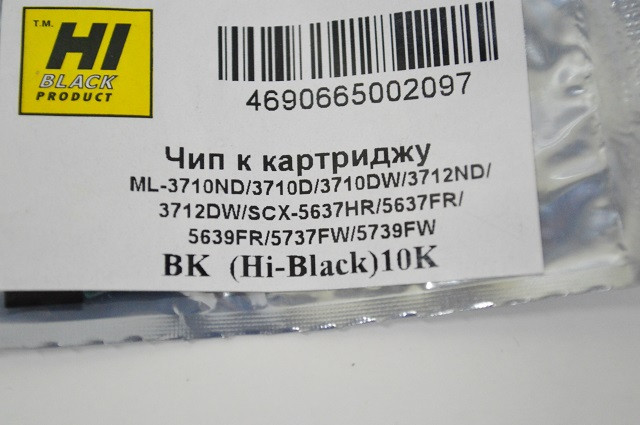 T.M.
HI
BLACK
PRODUCT
4690665002097
Чип к картриджу
ML-3710ND/3710D/3710DW/3712ND/
3712DW/SCX-5637HR/5637FR/
5639FR/5737FW/5739FW
BK (Hi-Black)10K